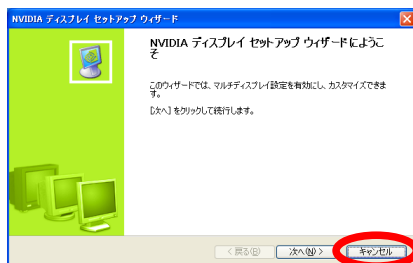 NVIDIA ディスプレイ セットアップ ウィザード
NVIDIA ディスプレイ セットアップ ウィザードにようこ
そ
このウィザードでは、マルチディスプレイ設定を有効にし、カスタマイズできま
す。
[次へ] をクリックして続行します。
< 戻る(B)
次へ(N) >
キャンセル